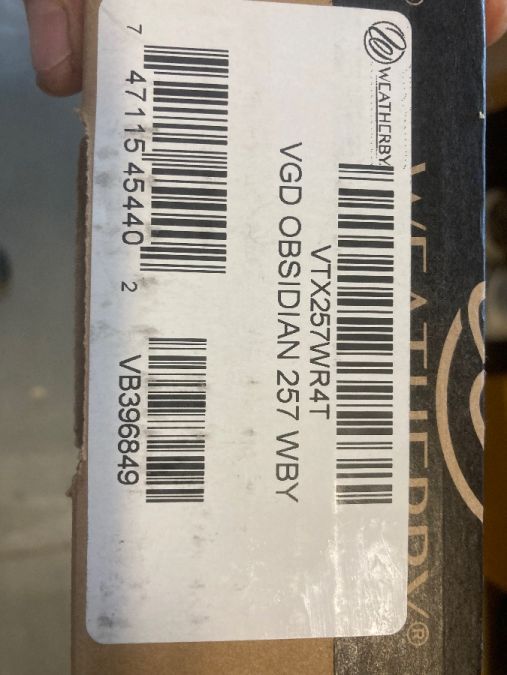 WEATHERBY
VTX257WR4T
VGD OBSIDIAN 257 WBY
7 47115 45440 2
VB396849
WEATHERBY®